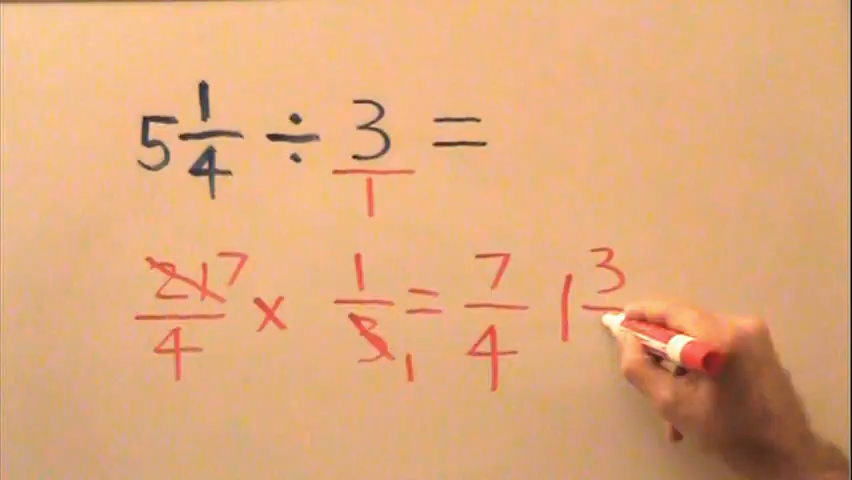 5 1/4 ÷ 3/1 =
21 7/4 × 1/3 1 = 7/4 1 3/